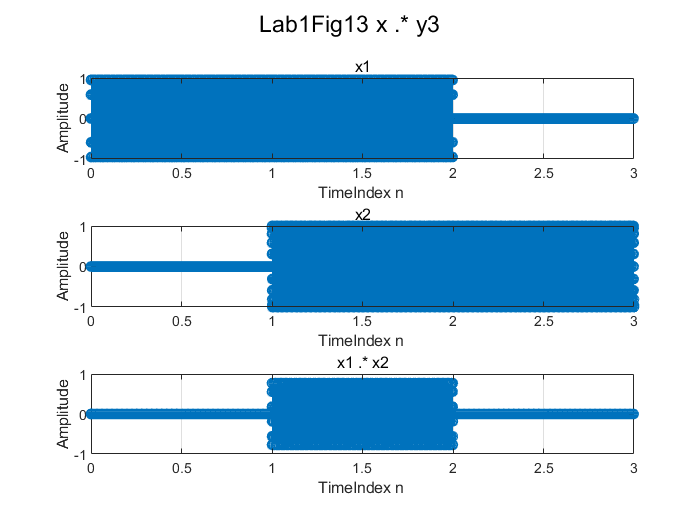 Lab1Fig13 x .* y3
x1
1
0
-1
Amplitude
0 0.5 1 1.5 2 2.5 3
TimeIndex n
x2
1
0
-1
Amplitude
0 0.5 1 1.5 2 2.5 3
TimeIndex n
x1 .* x2
1
0
-1
Amplitude
0 0.5 1 1.5 2 2.5 3
TimeIndex n